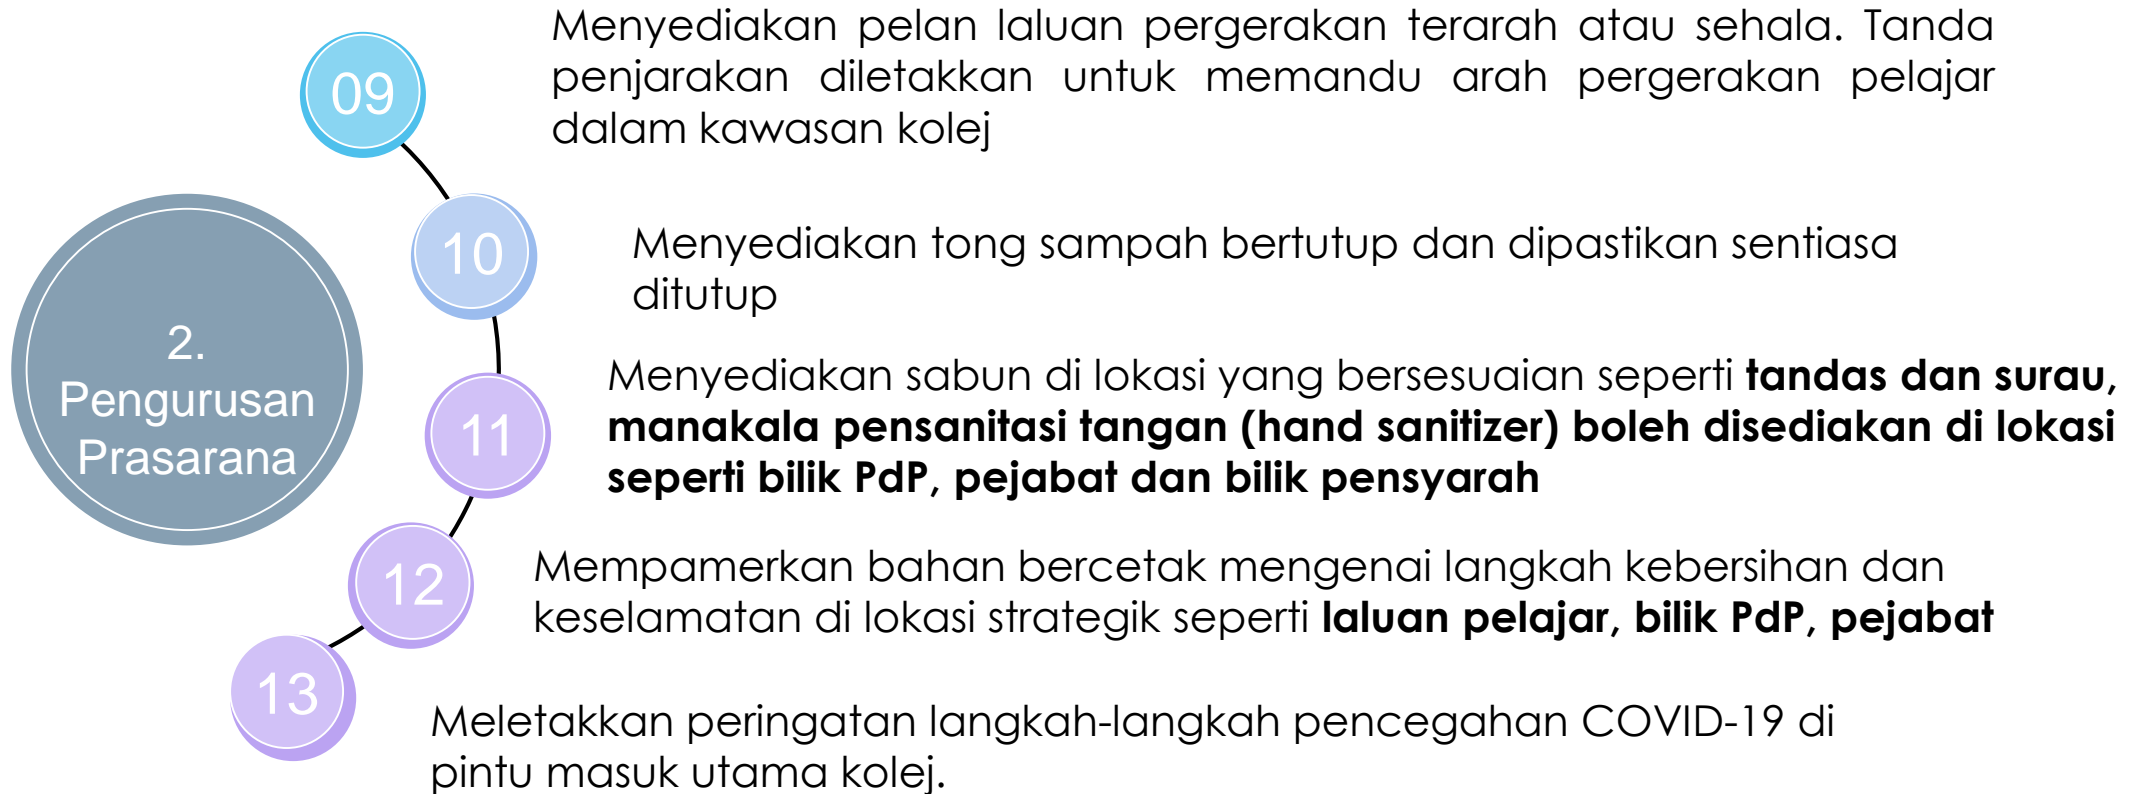 2.
Pengurusan
Prasarana
09
Menyediakan pelan laluan pergerakan terarah atau sehala. Tanda
penjarakan diletakkan untuk memandu arah pergerakan pelajar
dalam kawasan kolej
10
Menyediakan tong sampah bertutup dan dipastikan sentiasa
ditutup
11
Menyediakan sabun di lokasi yang bersesuaian seperti tandas dan surau,
manakala pensanitasi tangan (hand sanitizer) boleh disediakan di lokasi
seperti bilik PdP, pejabat dan bilik pensyarah
12
Mempamerkan bahan bercetak mengenai langkah kebersihan dan
keselamatan di lokasi strategik seperti laluan pelajar, bilik PdP, pejabat
13
Meletakkan peringatan langkah-langkah pencegahan COVID-19 di
pintu masuk utama kolej.